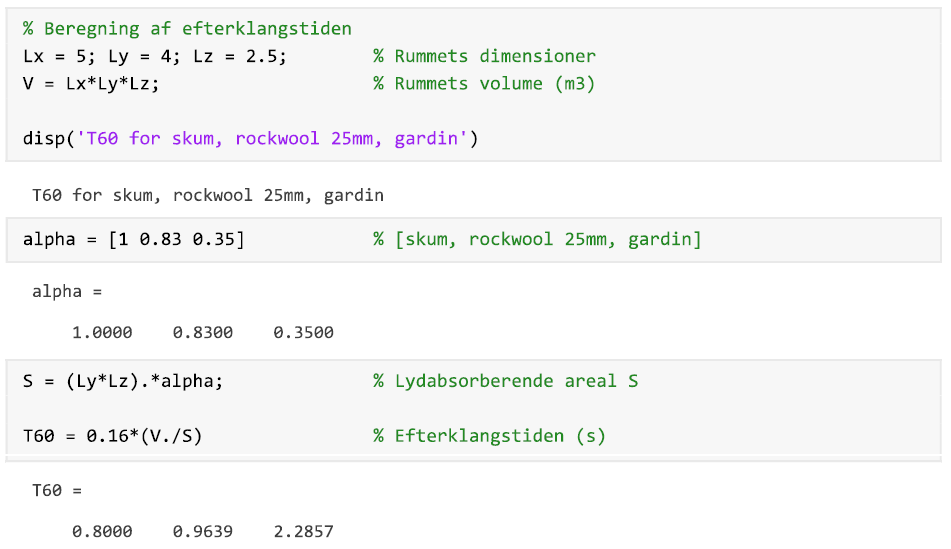 % Beregning af efterklangstiden
Lx = 5; Ly = 4; Lz = 2.5; % Rummets dimensioner
V = Lx*Ly*Lz; % Rummets volume (m3)
disp('T60 for skum, rockwool 25mm, gardin')
T60 for skum, rockwool 25mm, gardin
alpha = [1 0.83 0.35] % [skum, rockwool 25mm, gardin]
alpha =
1.0000 0.8300 0.3500
S = (Ly*Lz).*alpha; % Lydabsorberende areal S
T60 = 0.16*(V./S) % Efterklangstiden (s)
T60 =
0.8000 0.9639 2.2857